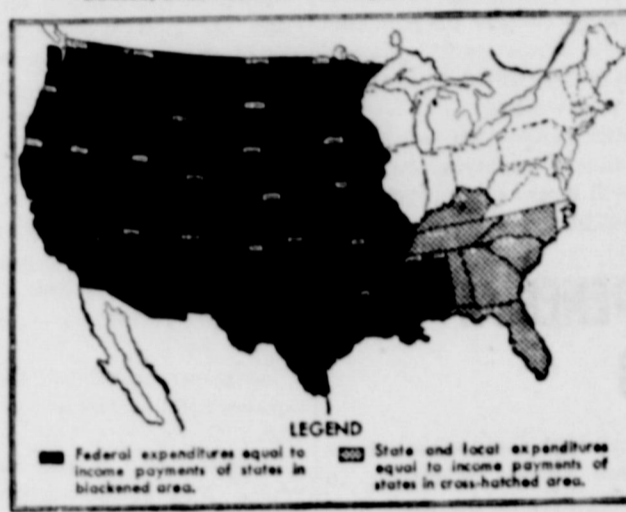 LEGEND
Federal expenditures equal to
income payments of states in
blackened area.
State and local expenditures
equal to income payments of
states in cross-hatched area.